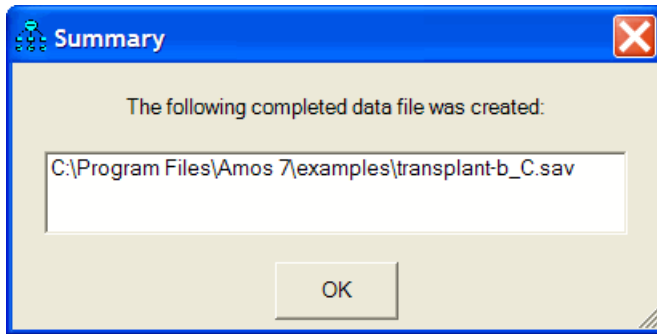 Summary
The following completed data file was created:
C:\Program Files\Amos 7\examples\transplant-b_C.sav
OK